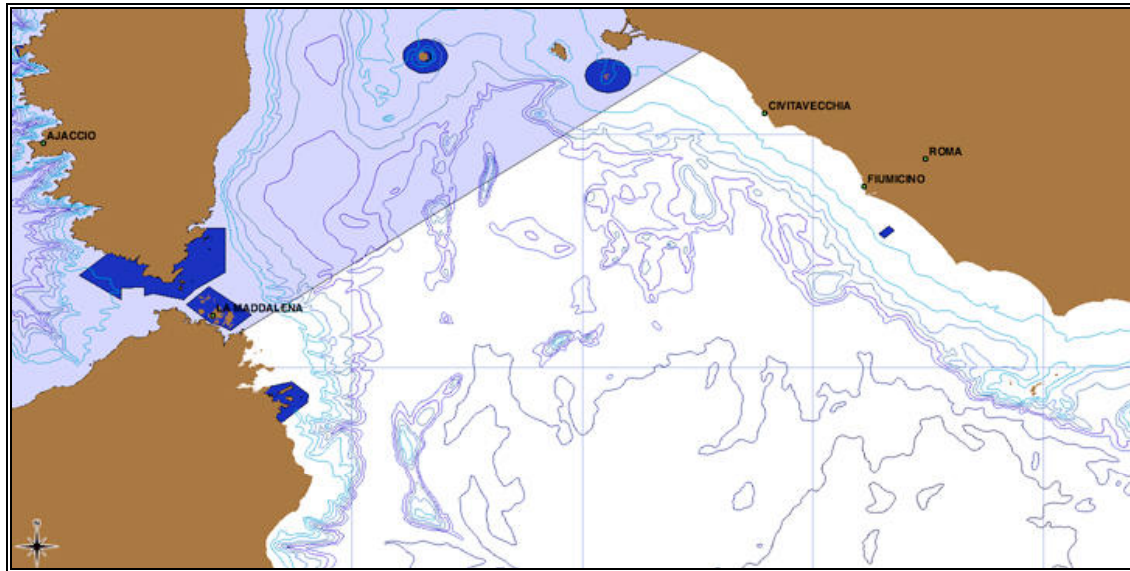 CIVITAVECCHIA
AJACCIO
ROMA
FIUMICINO
LA MADDALENA
N